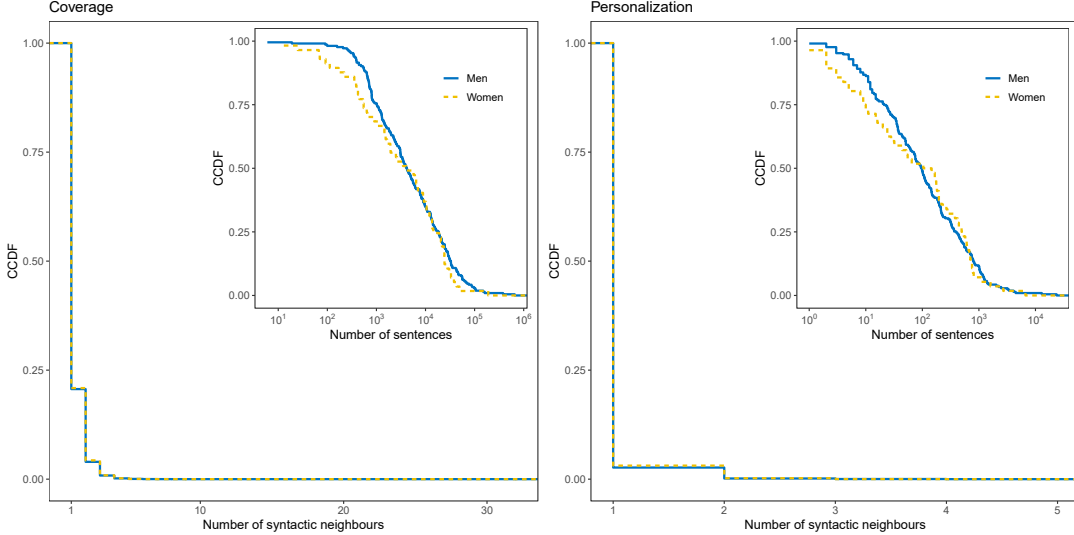 Coverage
CCDF
1.00
0.75
0.50
0.25
0.00
1
10
20
30
Number of syntactic neighbours
CCDF
1.00
0.75
0.50
0.25
0.00
10¹
10²
10³
10⁴
10⁵
10⁶
Number of sentences
Men
Women
Personalization
CCDF
1.00
0.75
0.50
0.25
0.00
1
2
3
4
5
Number of syntactic neighbours
CCDF
1.00
0.75
0.50
0.25
0.00
10⁰
10¹
10²
10³
10⁴
Number of sentences
Men
Women